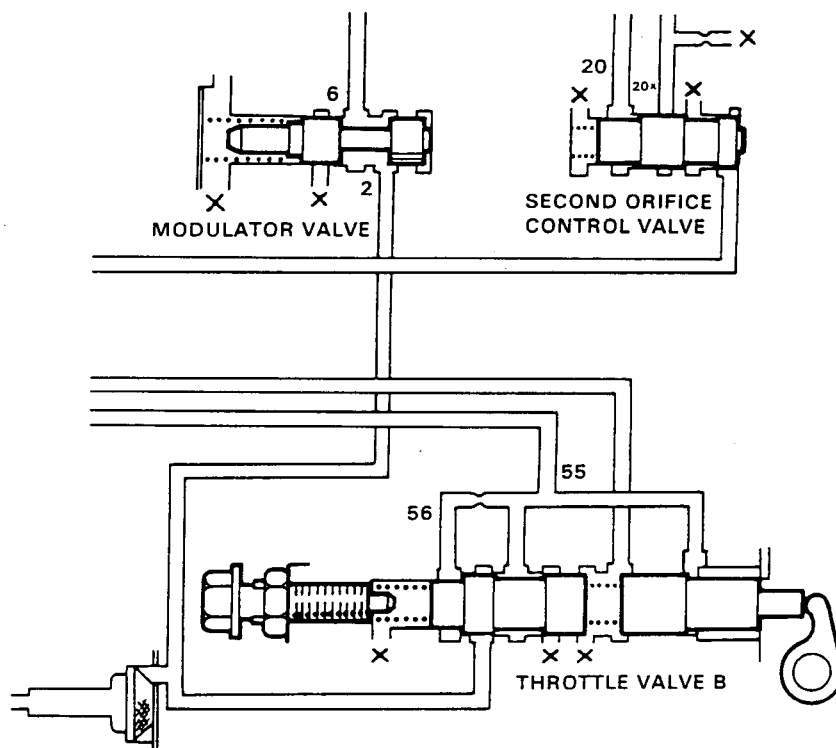 6
20
20x
2
MODULATOR VALVE
SECOND ORIFICE
CONTROL VALVE
55
56
THROTTLE VALVE B